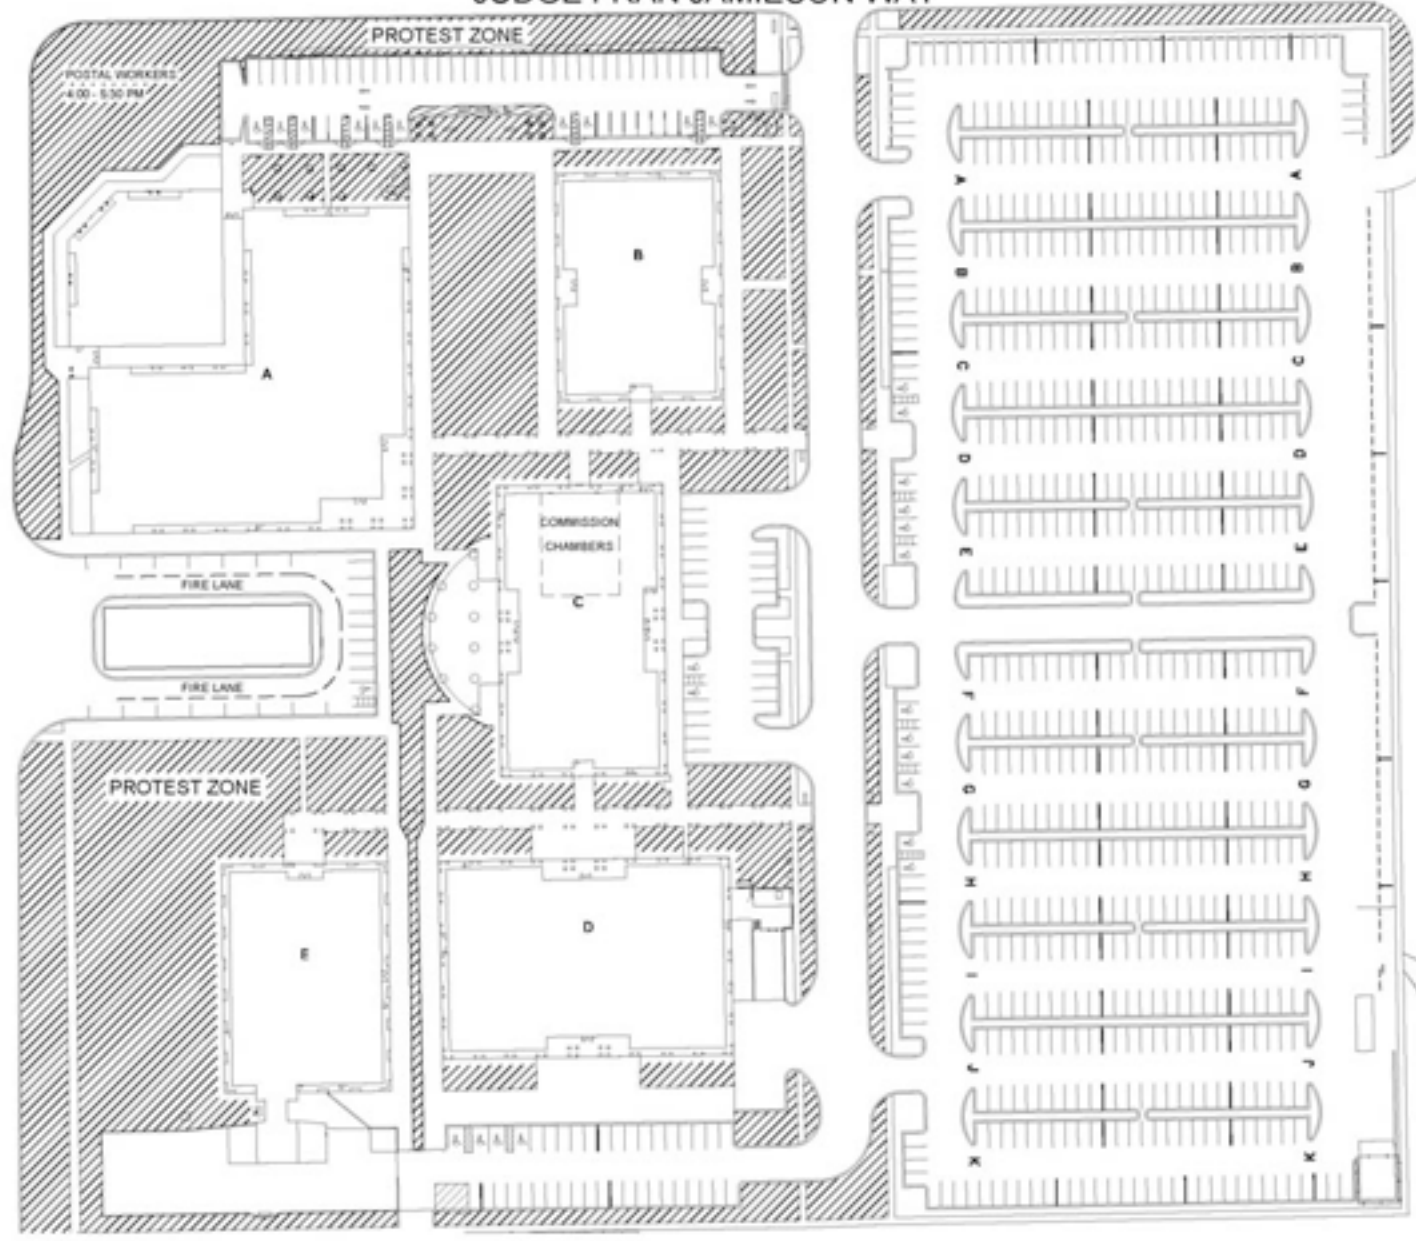 JUDGE FRAN JAMIESON WAY
PROTEST ZONE
POSTAL WORKERS
4:00 - 5:30 PM
A
B
COMMISSION
CHAMBERS
C
FIRE LANE
FIRE LANE
PROTEST ZONE
D
E
A A
B B
C C
D D
E E
F F
G G
H H
I I
J J
K K